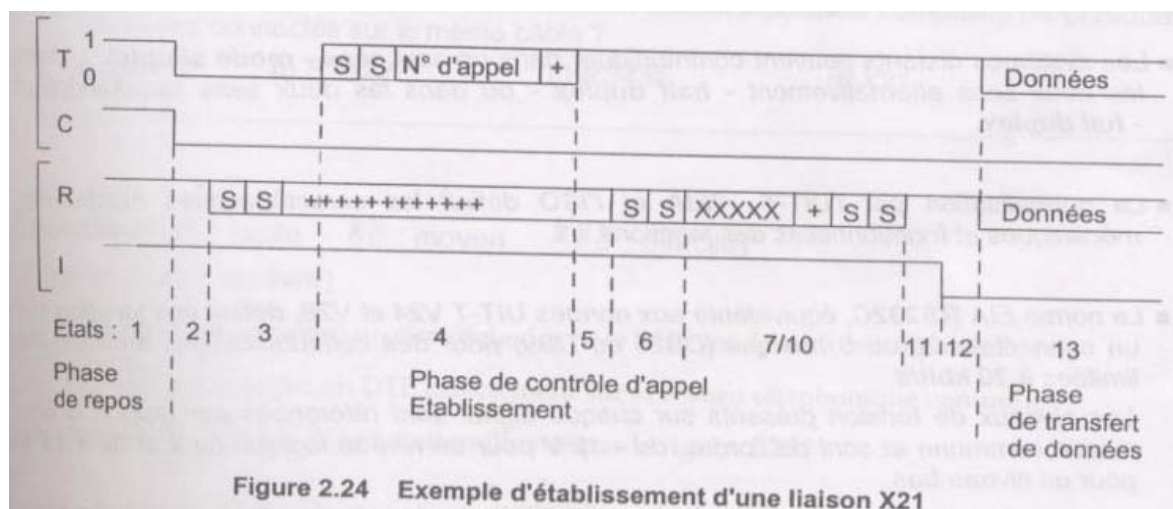 1
T
0
S S N° d'appel +
Données
C
R
S S ++++++++++++ S S XXXXX + S S
Données
I
Etats : 1 2 3 4 5 6 7/10 11 12 13
Phase
de repos
Phase de contrôle d'appel
Etablissement
Phase
de transfert
de données
Figure 2.24 Exemple d'établissement d'une liaison X21